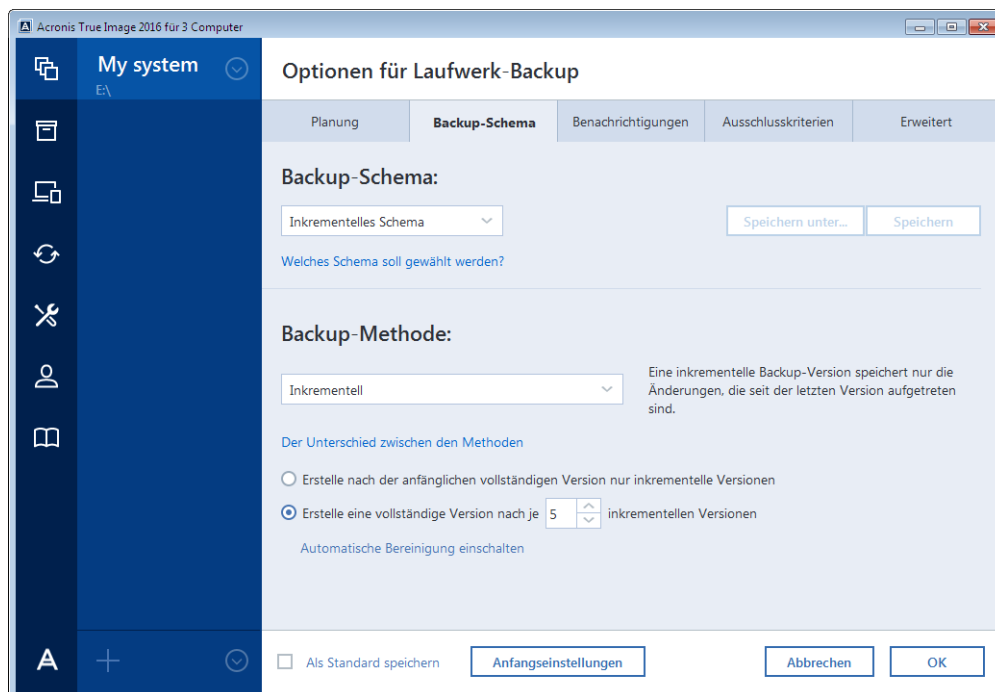 Acronis True Image 2016 für 3 Computer
My system
E:\
Optionen für Laufwerk-Backup
Planung
Backup-Schema
Benachrichtigungen
Ausschlusskriterien
Erweitert
Backup-Schema:
Inkrementelles Schema
Speichern unter...
Speichern
Welches Schema soll gewählt werden?
Backup-Methode:
Inkrementell
Eine inkrementelle Backup-Version speichert nur die
Änderungen, die seit der letzten Version aufgetreten
sind.
Der Unterschied zwischen den Methoden
Erstelle nach der anfänglichen vollständigen Version nur inkrementelle Versionen
Erstelle eine vollständige Version nach je 5 inkrementellen Versionen
Automatische Bereinigung einschalten
Als Standard speichern
Anfangseinstellungen
Abbrechen
OK